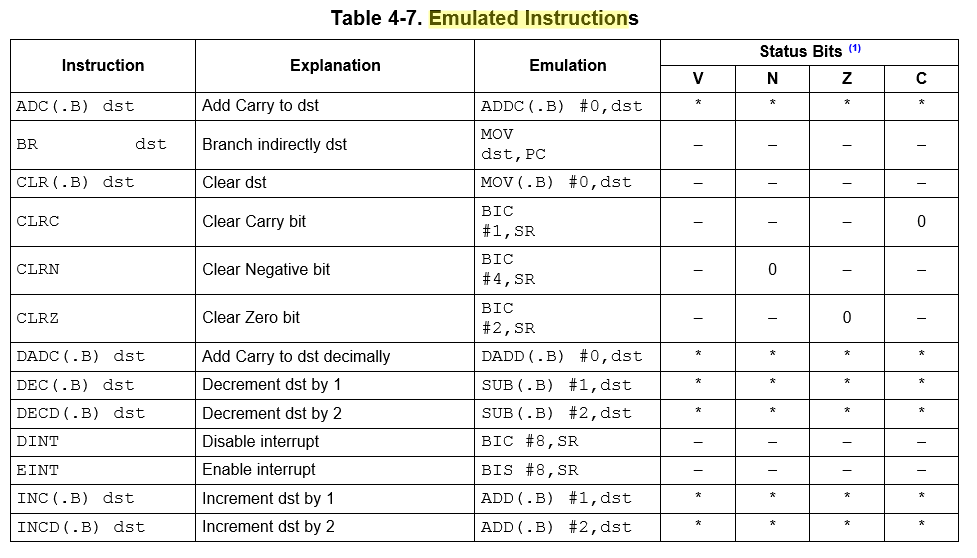 Table 4-7. Emulated Instructions
Instruction Explanation Emulation Status Bits (1)
V N Z C
ADC(.B) dst Add Carry to dst ADDC(.B) #0,dst * * * *
BR dst Branch indirectly dst MOV
dst,PC – – – –
CLR(.B) dst Clear dst MOV(.B) #0,dst – – – –
CLRC Clear Carry bit BIC
#1,SR – – – 0
CLRN Clear Negative bit BIC
#4,SR – 0 – –
CLRZ Clear Zero bit BIC
#2,SR – – 0 –
DADC(.B) dst Add Carry to dst decimally DADD(.B) #0,dst * * * *
DEC(.B) dst Decrement dst by 1 SUB(.B) #1,dst * * * *
DECD(.B) dst Decrement dst by 2 SUB(.B) #2,dst * * * *
DINT Disable interrupt BIC #8,SR – – – –
EINT Enable interrupt BIS #8,SR – – – –
INC(.B) dst Increment dst by 1 ADD(.B) #1,dst * * * *
INCD(.B) dst Increment dst by 2 ADD(.B) #2,dst * * * *